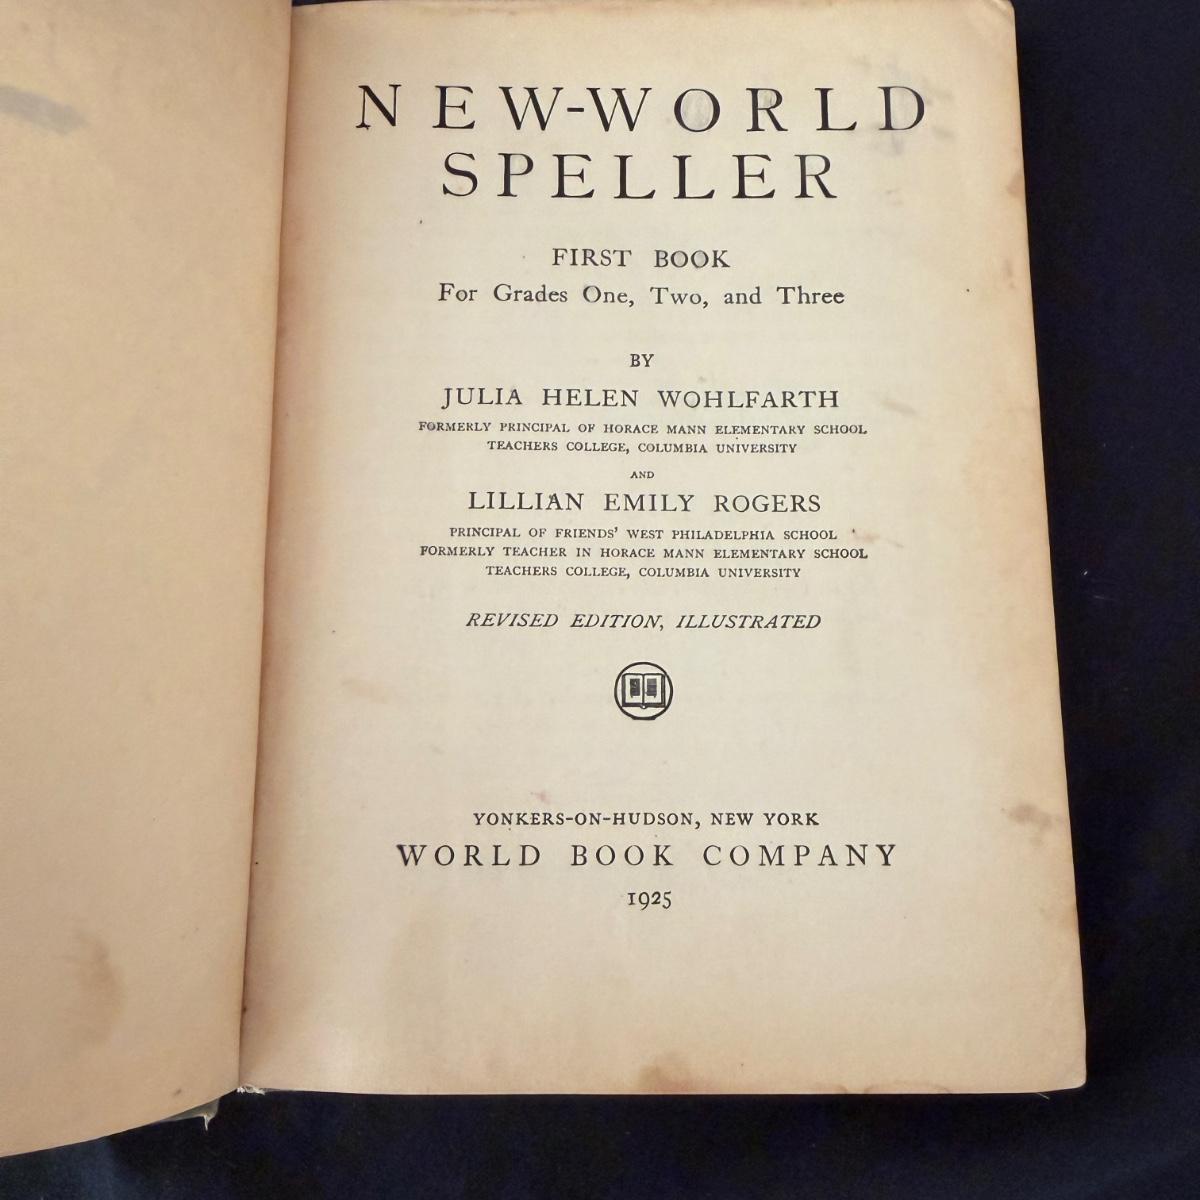 NEW-WORLD
SPELLER
FIRST BOOK
For Grades One, Two, and Three
BY
JULIA HELEN WOHLFARTH
FORMERLY PRINCIPAL OF HORACE MANN ELEMENTARY SCHOOL
TEACHERS COLLEGE, COLUMBIA UNIVERSITY
AND
LILLIAN EMILY ROGERS
PRINCIPAL OF FRIENDS' WEST PHILADELPHIA SCHOOL
FORMERLY TEACHER IN HORACE MANN ELEMENTARY SCHOOL
TEACHERS COLLEGE, COLUMBIA UNIVERSITY
REVISED EDITION, ILLUSTRATED
YONKERS-ON-HUDSON, NEW YORK
WORLD BOOK COMPANY
1925